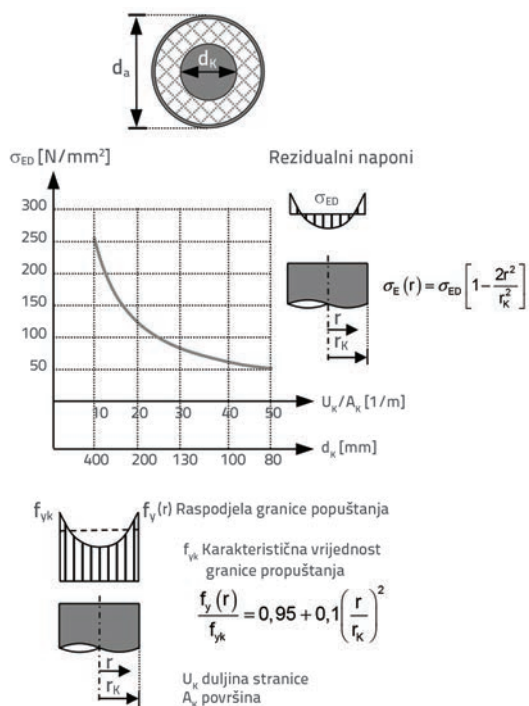 dₐ
d_K
σ_ED [N/mm²]
Rezidualni naponi
300
250
200
150
100
50
σ_ED
σ_E (r) = σ_ED [1 − 2r²/r_K²]
r
r_K
10 20 30 40 50
U_K/A_K [1/m]
400 200 130 100 80
d_K [mm]
f_yk
f_y(r) Raspodjela granice popuštanja
f_yk Karakteristična vrijednost
granice propuštanja
f_y (r)/f_yk = 0,95 + 0,1(r/r_K)²
r
r_K
U_K duljina stranice
A_K površina